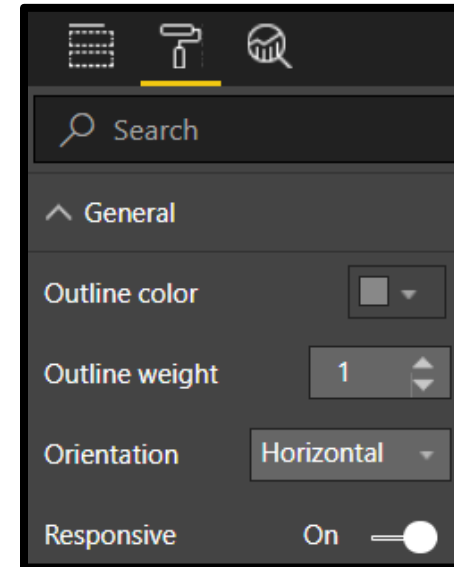 Search
General
Outline color
Outline weight 1
Orientation Horizontal
Responsive On